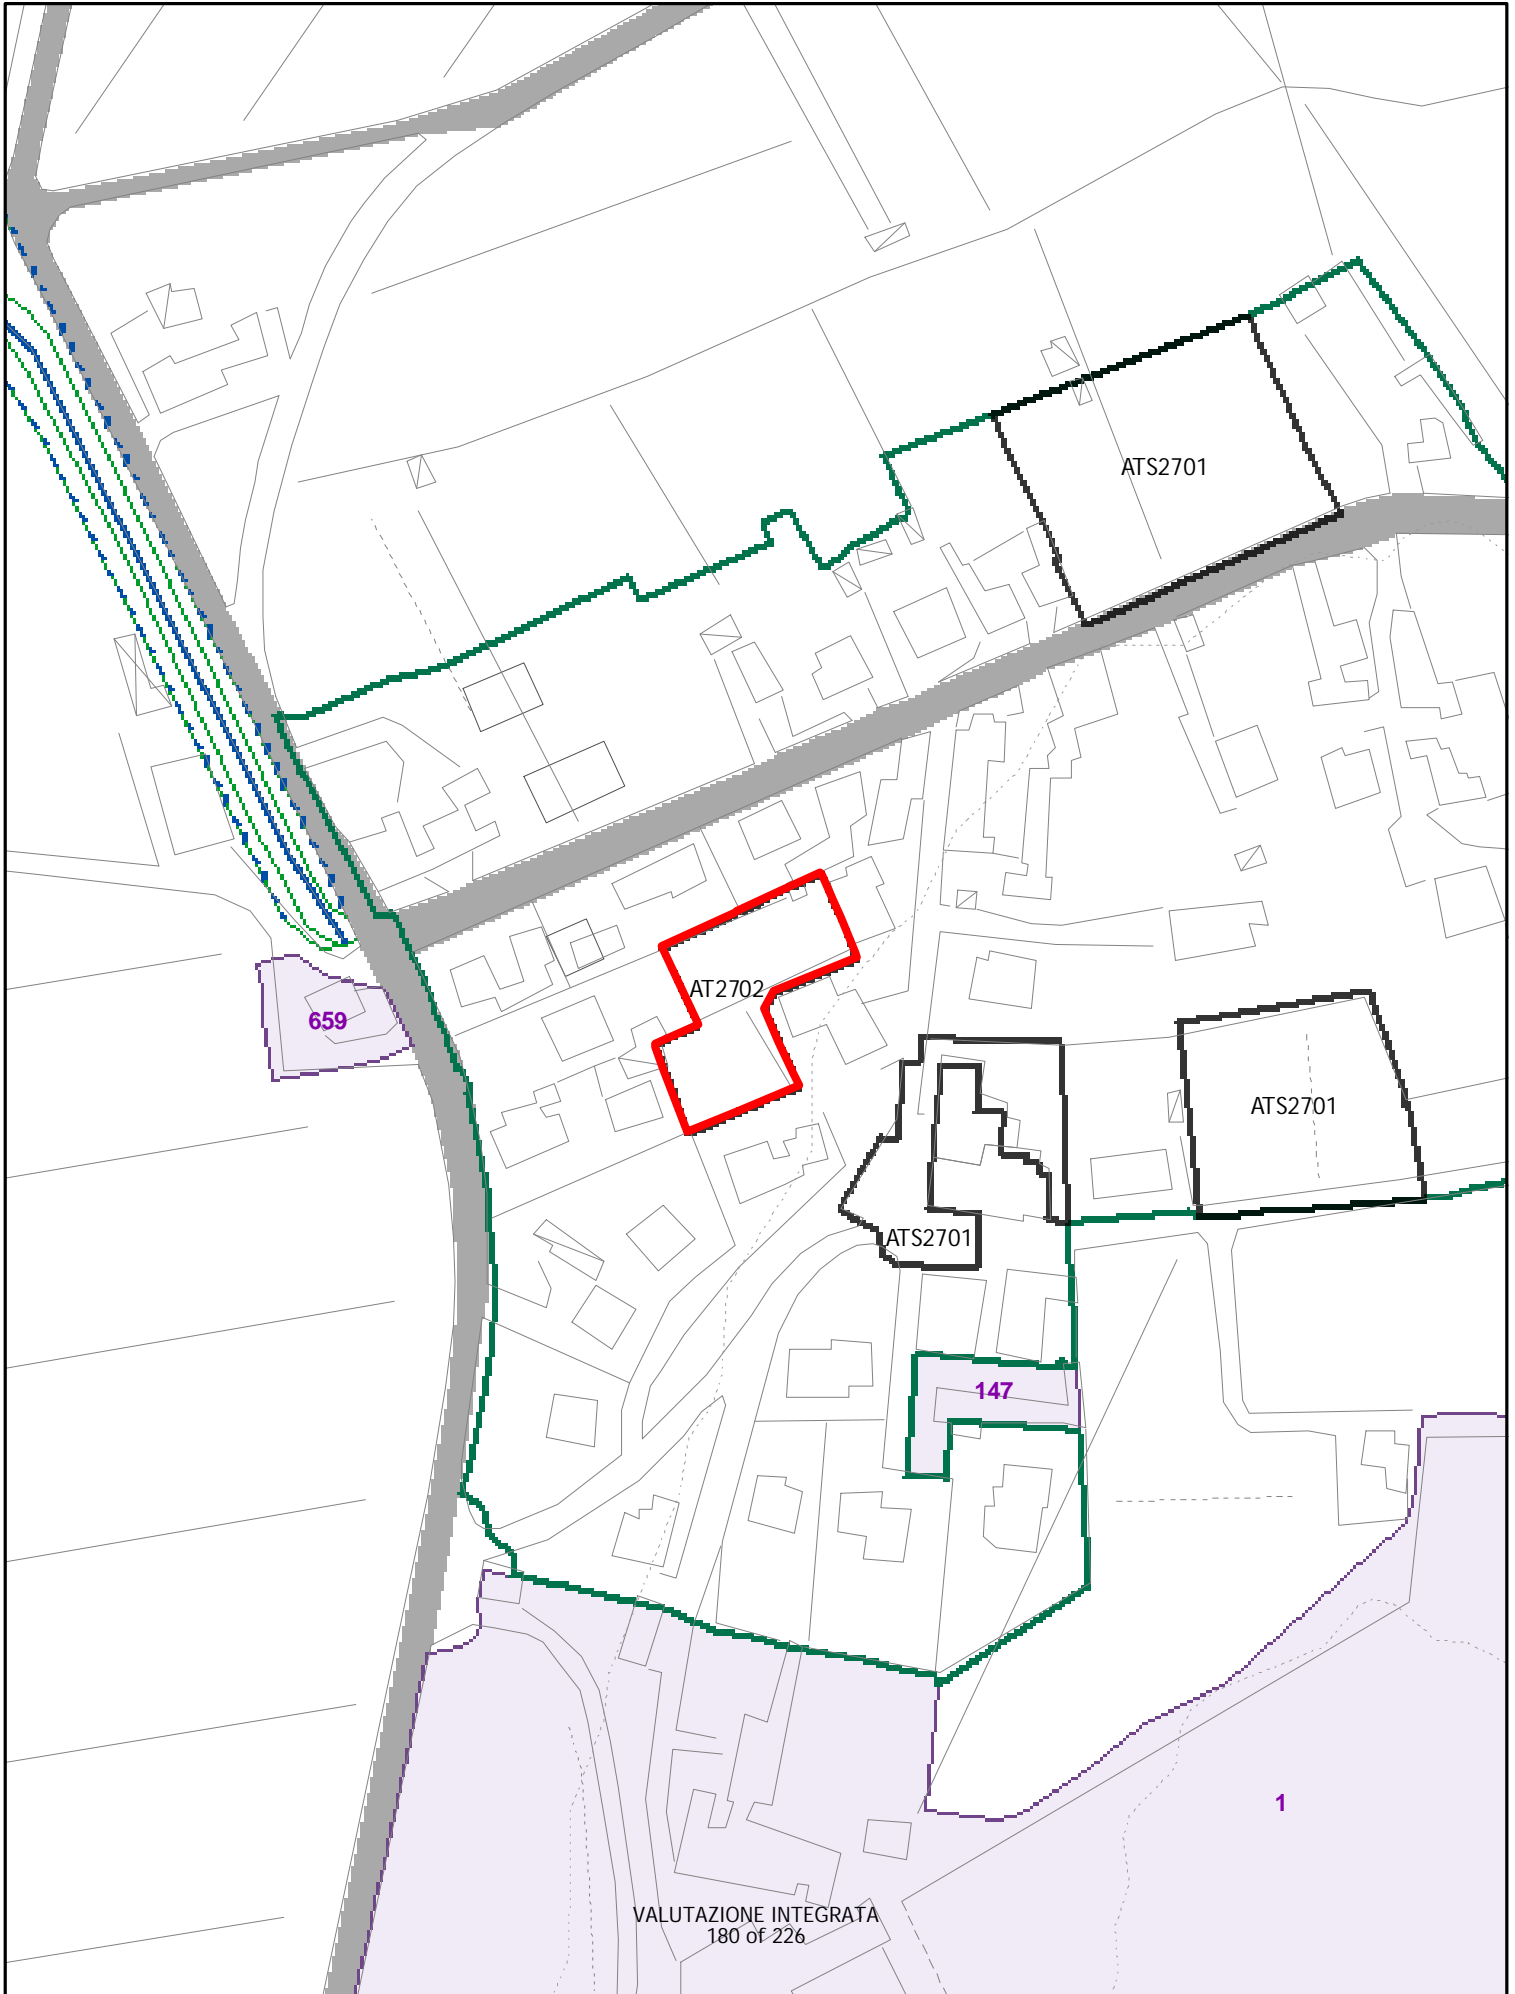 ATS2701
AT2702
659
ATS2701
ATS2701
147
1
VALUTAZIONE INTEGRATA
180 of 226